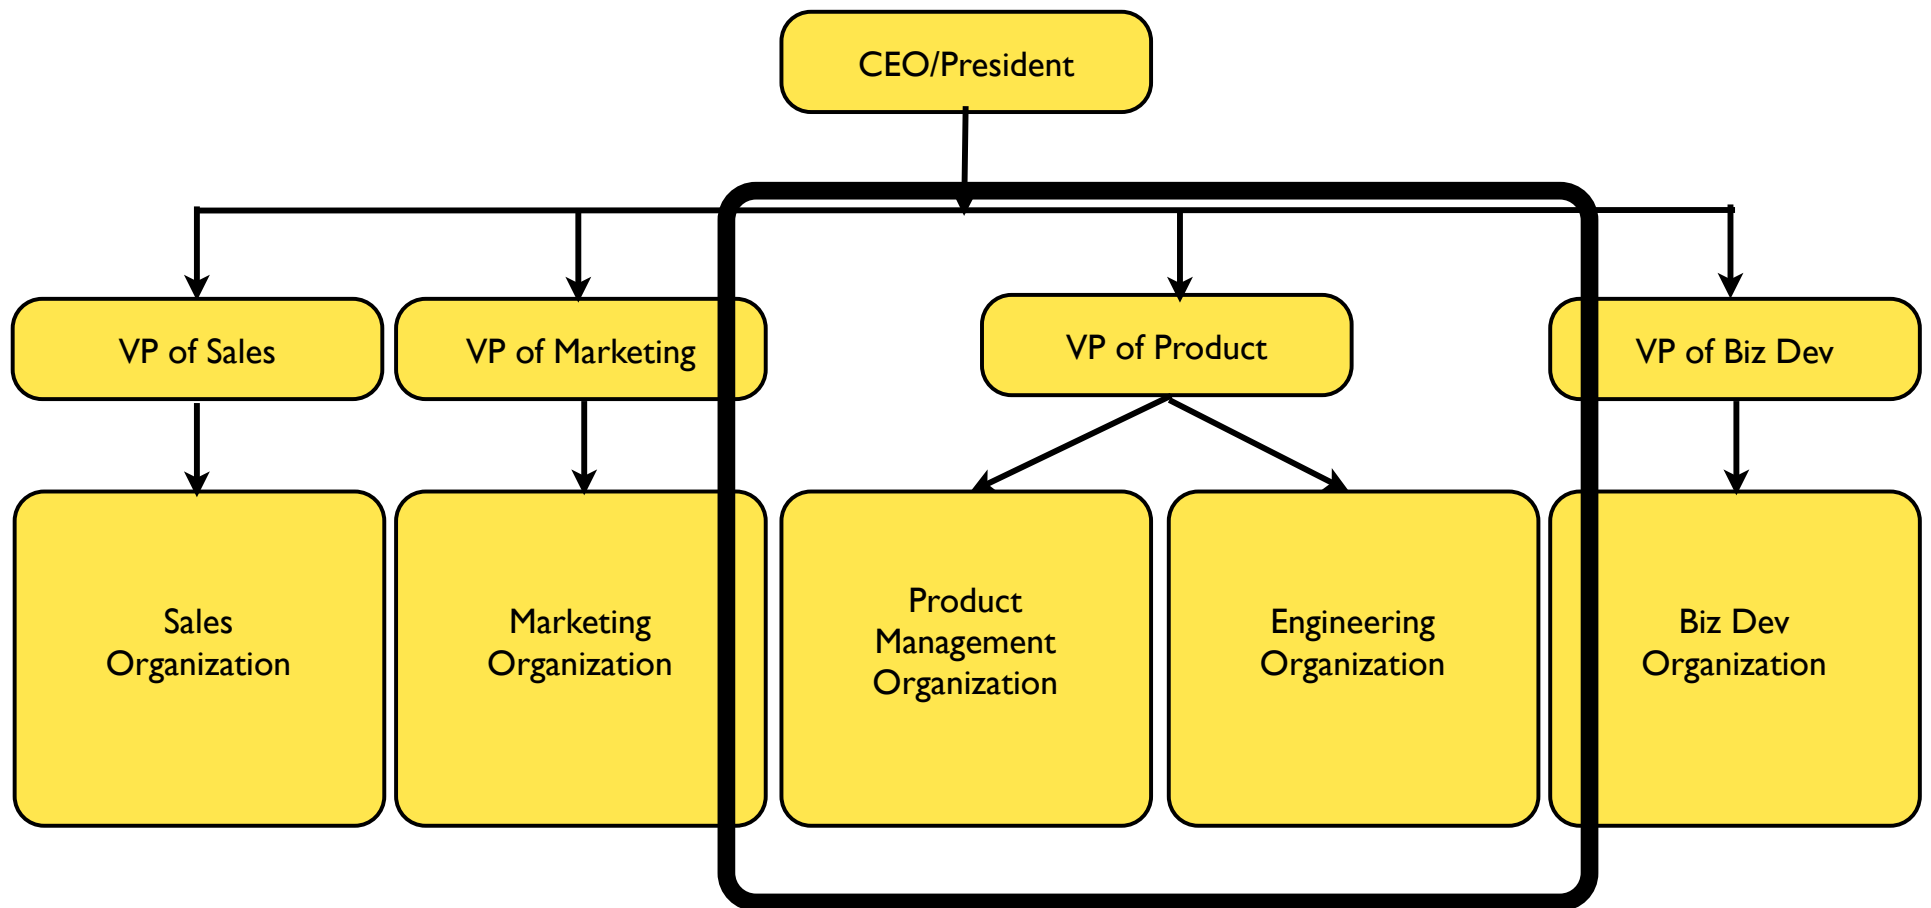 CEO/President
VP of Sales
VP of Marketing
VP of Product
VP of Biz Dev
Sales
Organization
Marketing
Organization
Product
Management
Organization
Engineering
Organization
Biz Dev
Organization